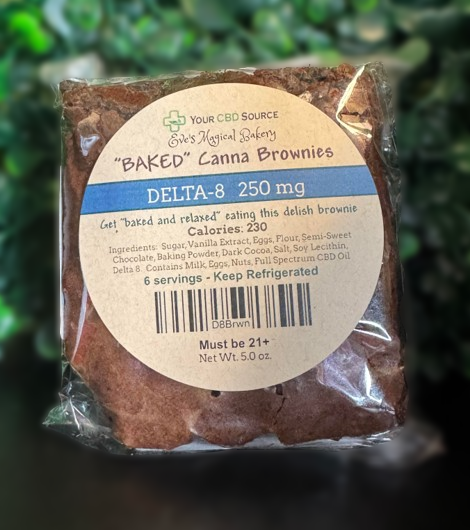 YOUR CBD SOURCE
Eve's Magical Bakery
"BAKED" Canna Brownies
DELTA-8 250 mg
Get "baked and relaxed" eating this delish brownie
Calories: 230
Ingredients: Sugar, Vanilla Extract, Eggs, Flour, Semi-Sweet
Chocolate, Baking Powder, Dark Cocoa, Salt, Soy Lecithin,
Delta 8. Contains Milk, Eggs, Nuts, Full Spectrum CBD Oil
6 servings - Keep Refrigerated
D8Brwn
Must be 21+
Net Wt. 5.0 oz.